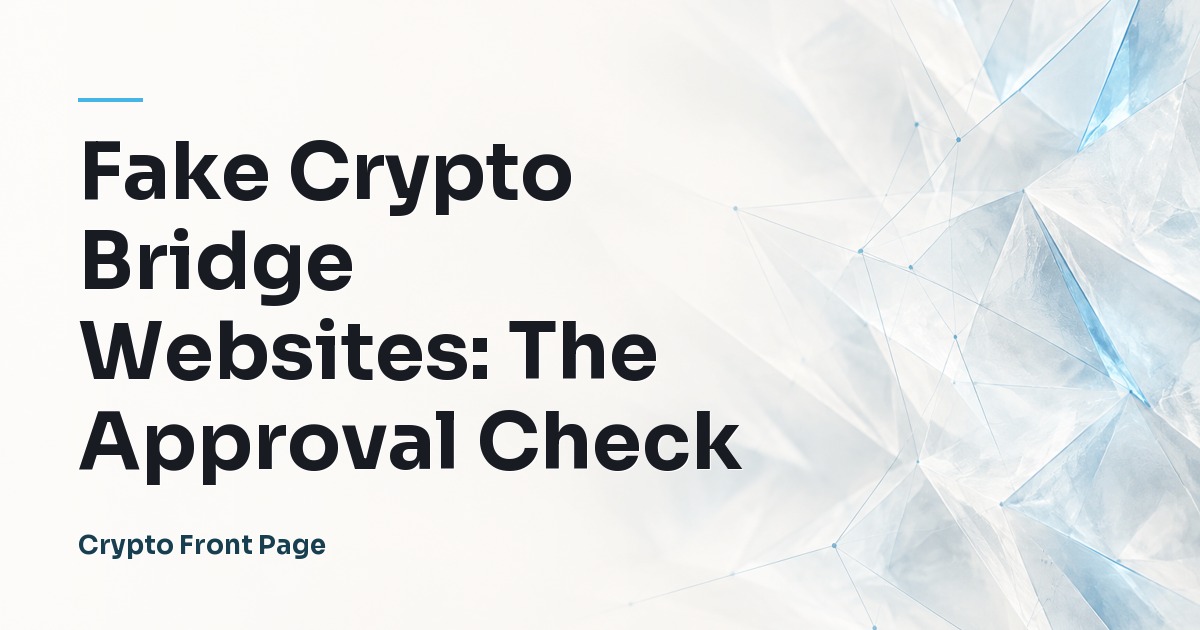 Fake Crypto
Bridge
Websites: The
Approval Check
Crypto Front Page